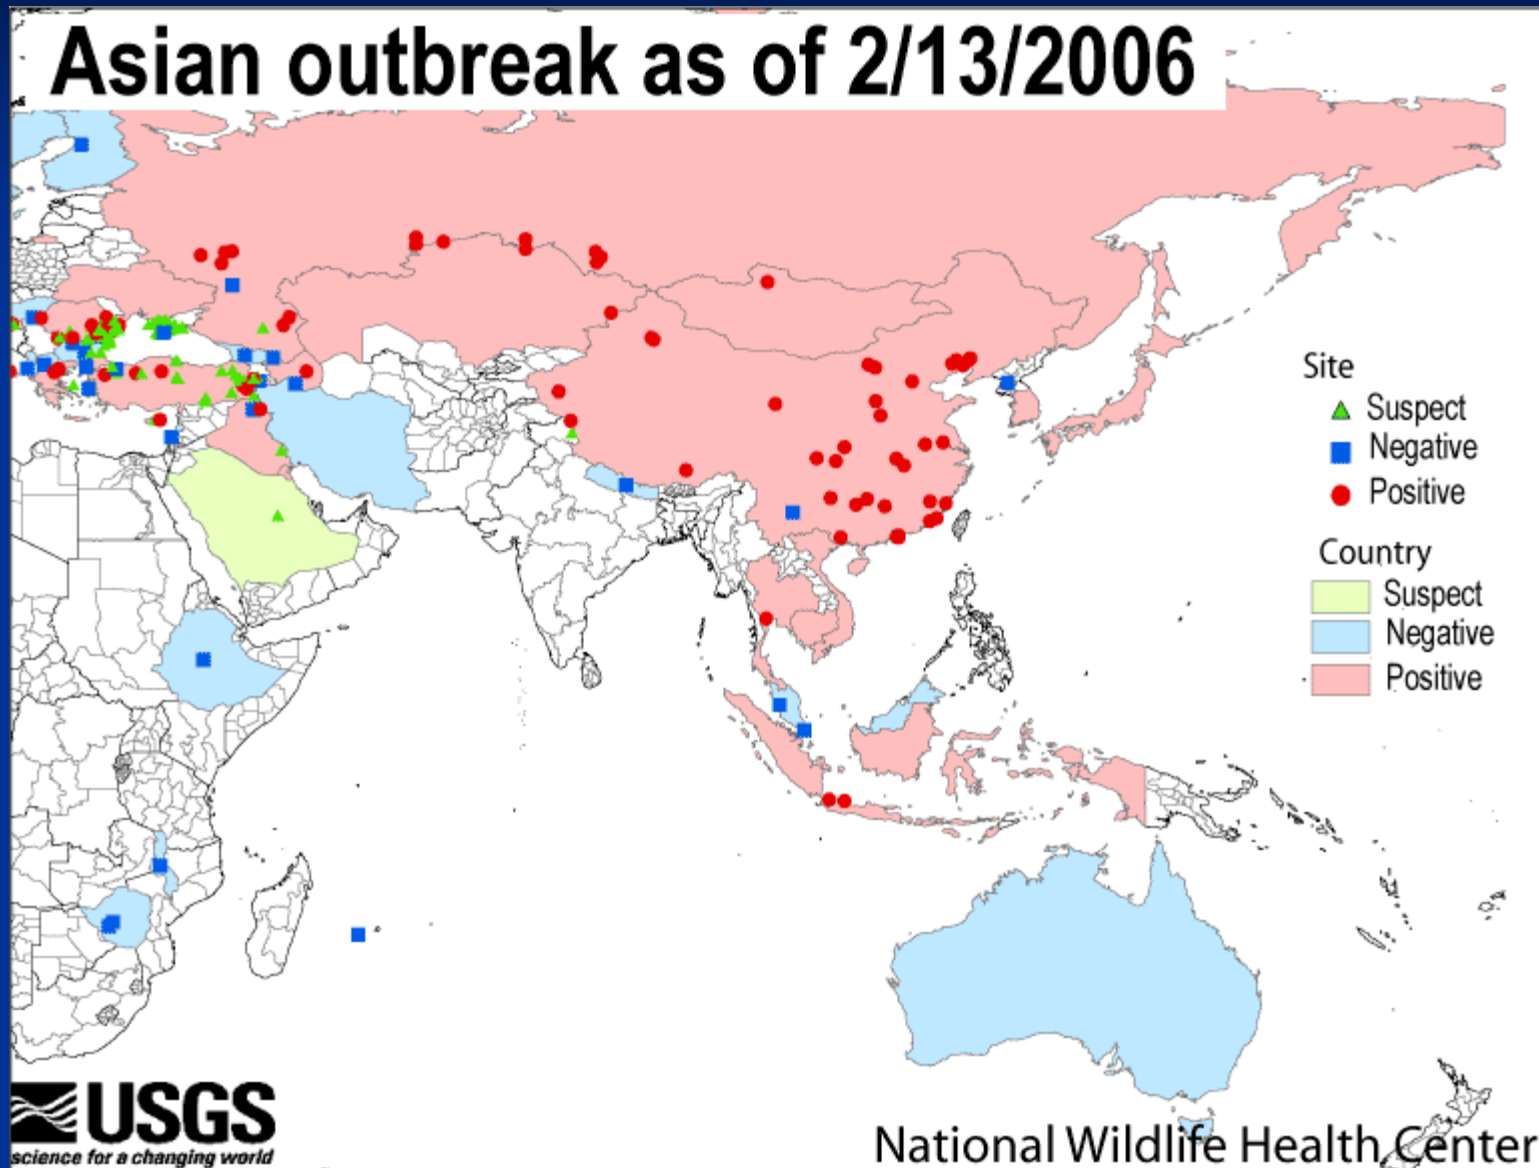 Asian outbreak as of 2/13/2006
Site
Suspect
Negative
Positive
Country
Suspect
Negative
Positive
USGS
science for a changing world
National Wildlife Health Center